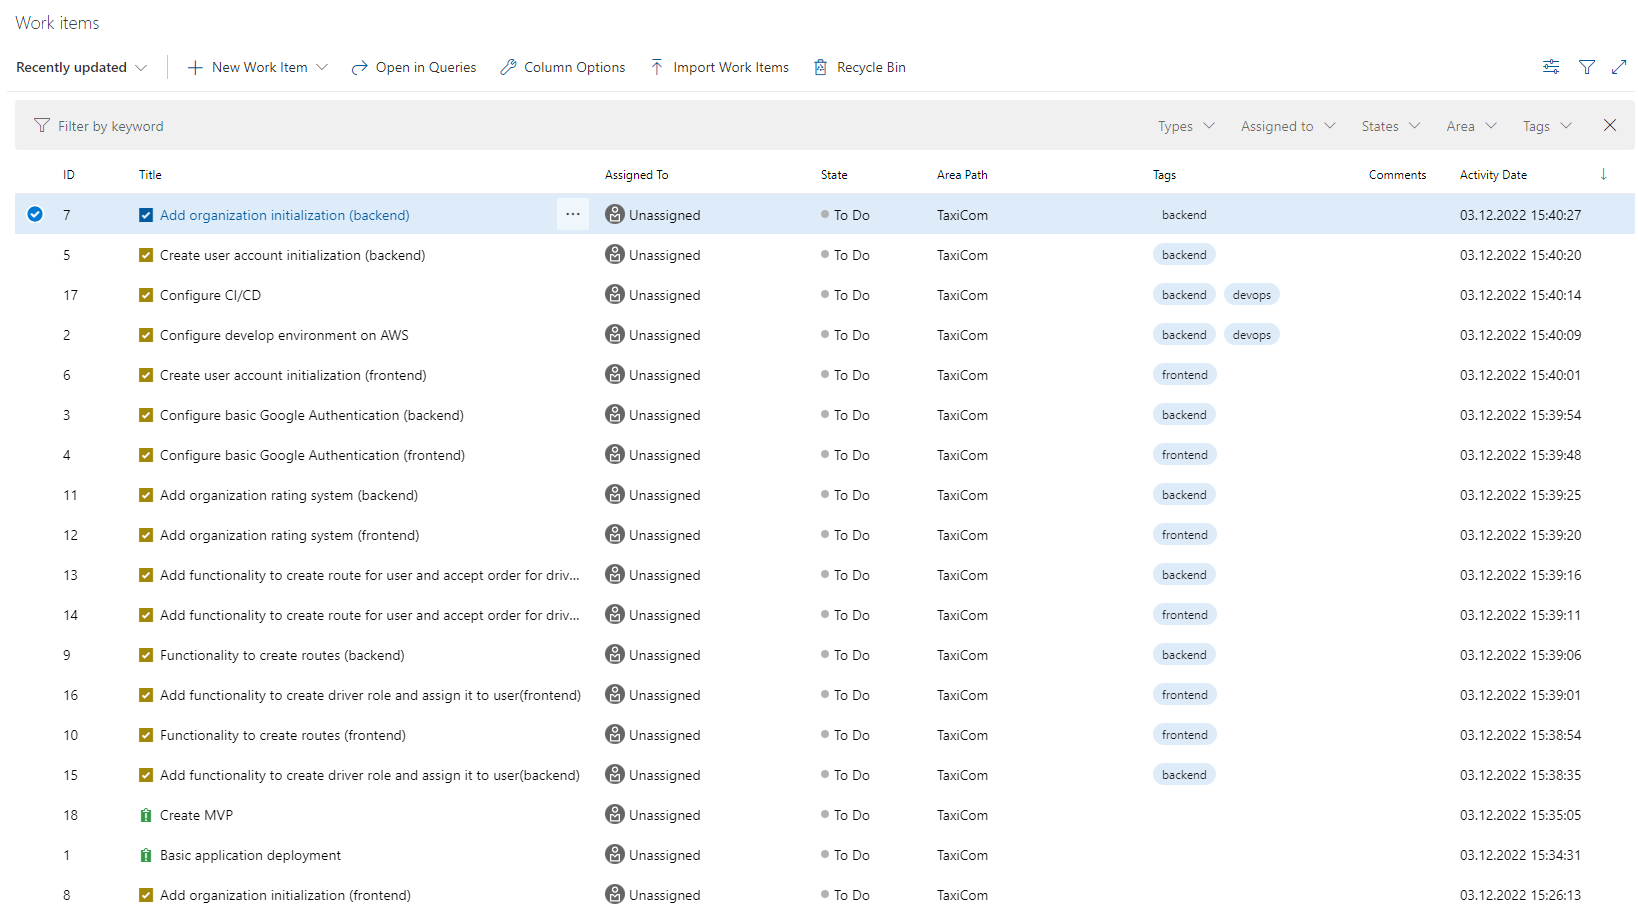 Work items
Recently updated New Work Item Open in Queries Column Options Import Work Items Recycle Bin
Filter by keyword Types Assigned to States Area Tags
ID Title Assigned To State Area Path Tags Comments Activity Date
7 Add organization initialization (backend) ... Unassigned To Do TaxiCom backend 03.12.2022 15:40:27
5 Create user account initialization (backend) Unassigned To Do TaxiCom backend 03.12.2022 15:40:20
17 Configure CI/CD Unassigned To Do TaxiCom backend devops 03.12.2022 15:40:14
2 Configure develop environment on AWS Unassigned To Do TaxiCom backend devops 03.12.2022 15:40:09
6 Create user account initialization (frontend) Unassigned To Do TaxiCom frontend 03.12.2022 15:40:01
3 Configure basic Google Authentication (backend) Unassigned To Do TaxiCom backend 03.12.2022 15:39:54
4 Configure basic Google Authentication (frontend) Unassigned To Do TaxiCom frontend 03.12.2022 15:39:48
11 Add organization rating system (backend) Unassigned To Do TaxiCom backend 03.12.2022 15:39:25
12 Add organization rating system (frontend) Unassigned To Do TaxiCom frontend 03.12.2022 15:39:20
13 Add functionality to create route for user and accept order for driv... Unassigned To Do TaxiCom backend 03.12.2022 15:39:16
14 Add functionality to create route for user and accept order for driv... Unassigned To Do TaxiCom frontend 03.12.2022 15:39:11
9 Functionality to create routes (backend) Unassigned To Do TaxiCom backend 03.12.2022 15:39:06
16 Add functionality to create driver role and assign it to user(frontend) Unassigned To Do TaxiCom frontend 03.12.2022 15:39:01
10 Functionality to create routes (frontend) Unassigned To Do TaxiCom frontend 03.12.2022 15:38:54
15 Add functionality to create driver role and assign it to user(backend) Unassigned To Do TaxiCom backend 03.12.2022 15:38:35
18 Create MVP Unassigned To Do TaxiCom 03.12.2022 15:35:05
1 Basic application deployment Unassigned To Do TaxiCom 03.12.2022 15:34:31
8 Add organization initialization (frontend) Unassigned To Do TaxiCom 03.12.2022 15:26:13